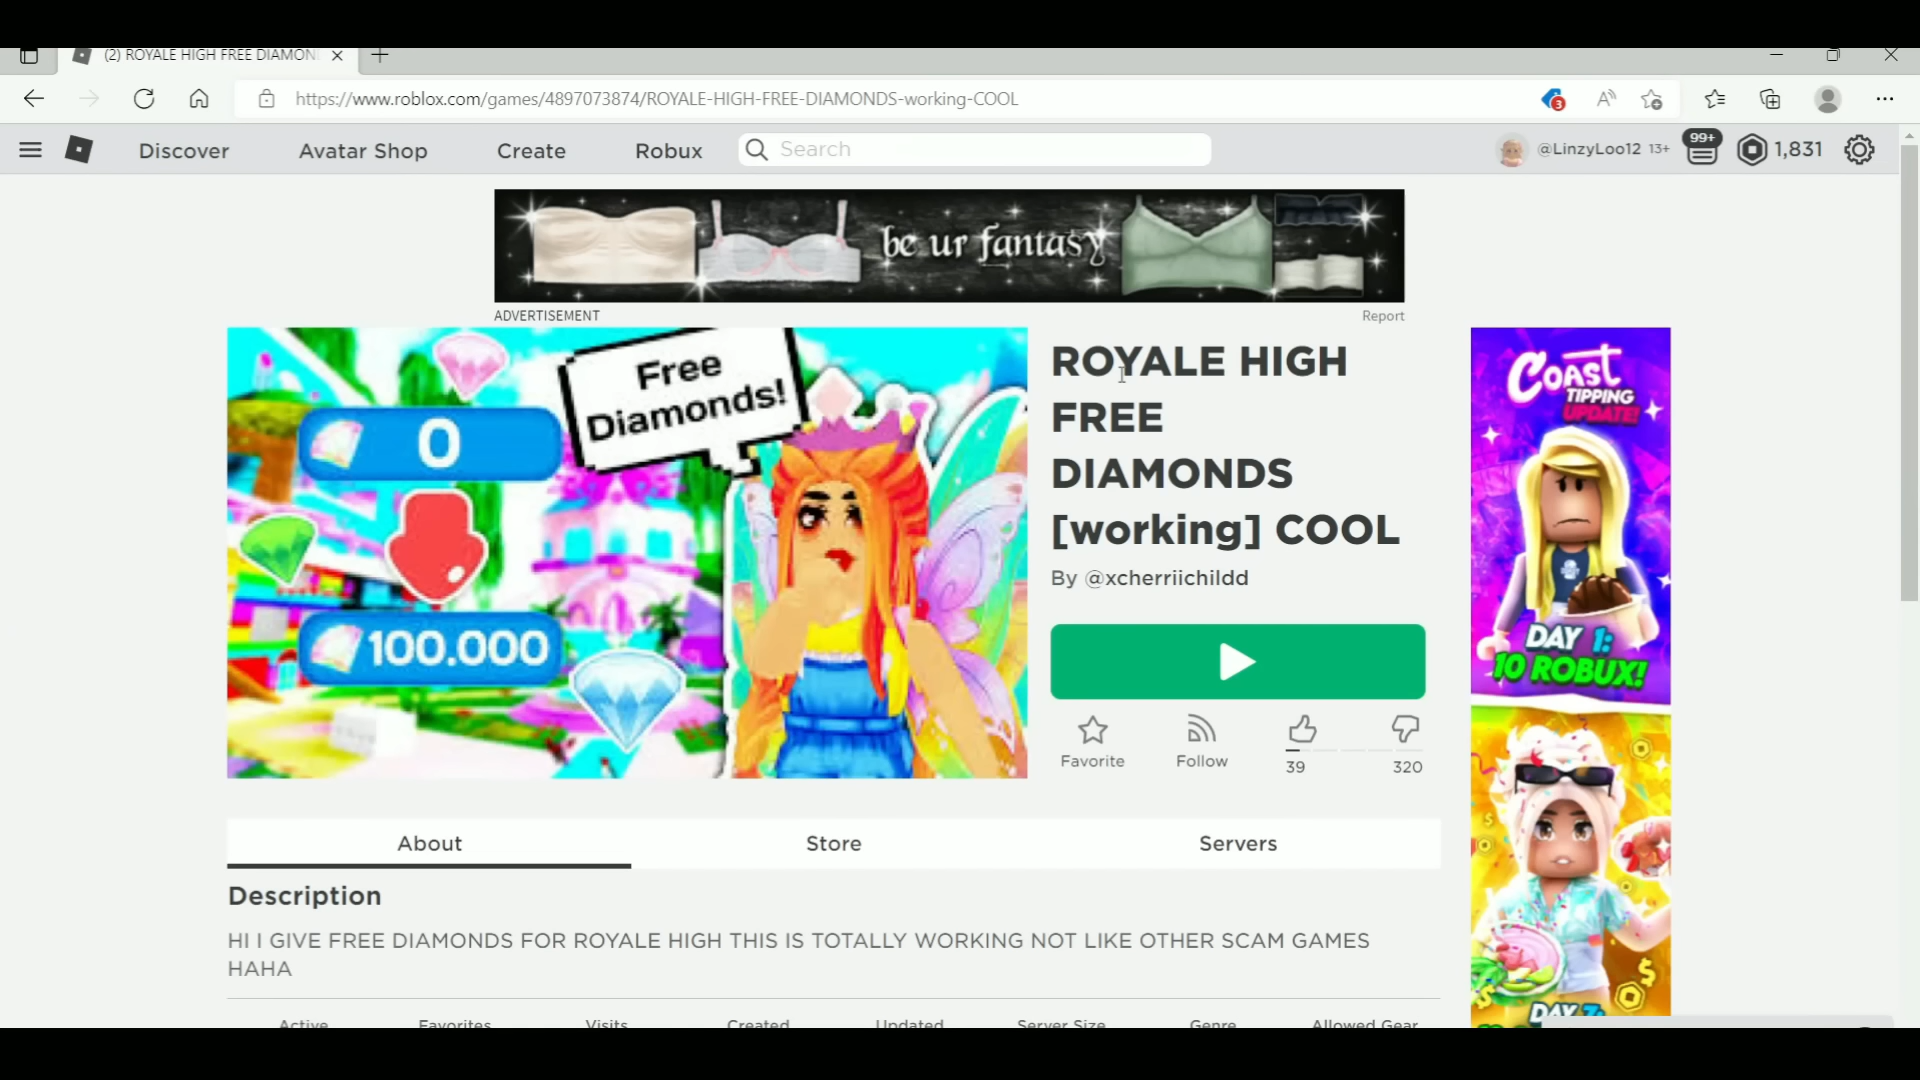 (2) ROYALE HIGH FREE DIAMON
https://www.roblox.com/games/4897073874/ROYALE-HIGH-FREE-DIAMONDS-working-COOL
3
Discover
Avatar Shop
Create
Robux
Search
@LinzyLoo12 13+
99+
1,831
be ur fantasy
ADVERTISEMENT
Report
Free
Diamonds!
0
100.000
ROYALE HIGH
FREE
DIAMONDS
[working] COOL
By @xcherriichildd
Favorite
Follow
39
320
COAST
TIPPING
UPDATE!
DAY 1:
10 ROBUX!
About
Store
Servers
Description
HI I GIVE FREE DIAMONDS FOR ROYALE HIGH THIS IS TOTALLY WORKING NOT LIKE OTHER SCAM GAMES
HAHA
Active
Favorites
Visits
Created
Updated
Server Size
Genre
Allowed Gear